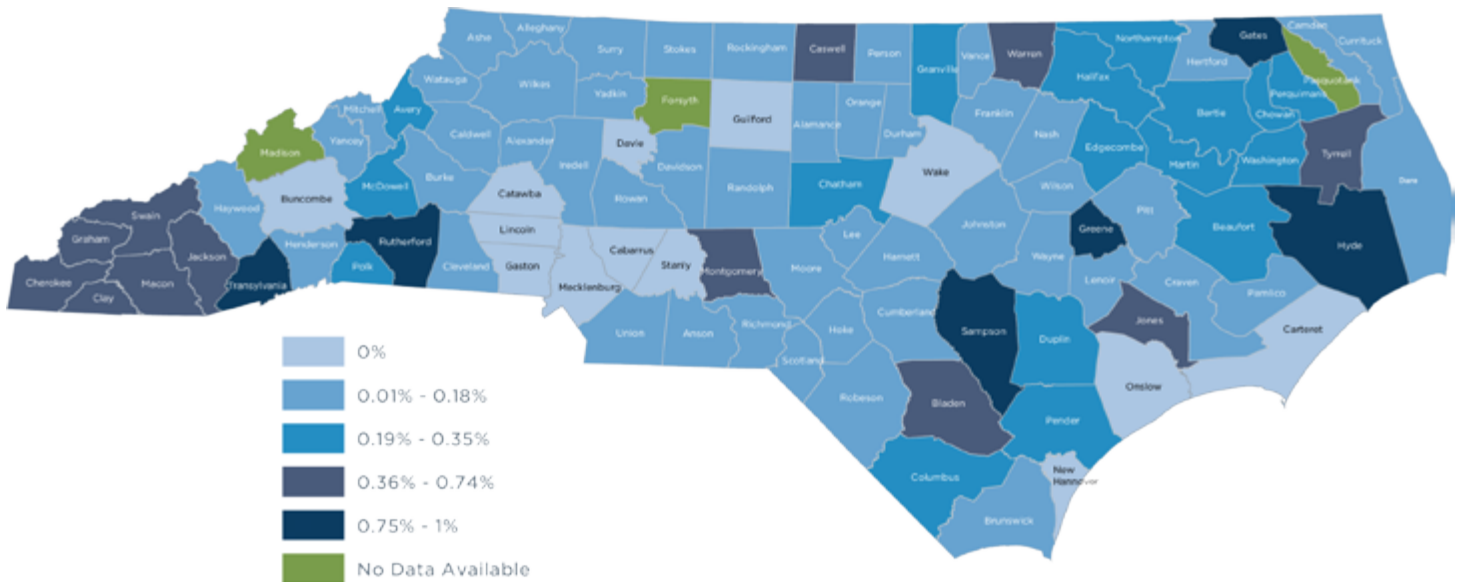 Ashe
Alleghany
Surry
Stokes
Rockingham
Caswell
Person
Granville
Vance
Warren
Northampton
Halifax
Hertford
Gates
Camden
Currituck
Pasquotank
Perquimans
Chowan
Bertie
Watauga
Wilkes
Yadkin
Forsyth
Guilford
Alamance
Orange
Durham
Franklin
Nash
Edgecombe
Martin
Washington
Tyrrell
Dare
Mitchell
Avery
Yancey
Madison
Caldwell
Alexander
Iredell
Davie
Davidson
Randolph
Chatham
Wake
Wilson
Pitt
Beaufort
Hyde
Buncombe
McDowell
Burke
Catawba
Rowan
Haywood
Swain
Graham
Jackson
Cherokee
Macon
Clay
Transylvania
Henderson
Polk
Rutherford
Cleveland
Lincoln
Gaston
Mecklenburg
Cabarrus
Stanly
Montgomery
Moore
Lee
Harnett
Johnston
Wayne
Greene
Lenoir
Craven
Pamlico
Jones
Carteret
Onslow
Union
Anson
Richmond
Scotland
Hoke
Cumberland
Sampson
Duplin
Robeson
Bladen
Pender
Columbus
Brunswick
New
Hannover
0%
0.01% - 0.18%
0.19% - 0.35%
0.36% - 0.74%
0.75% - 1%
No Data Available